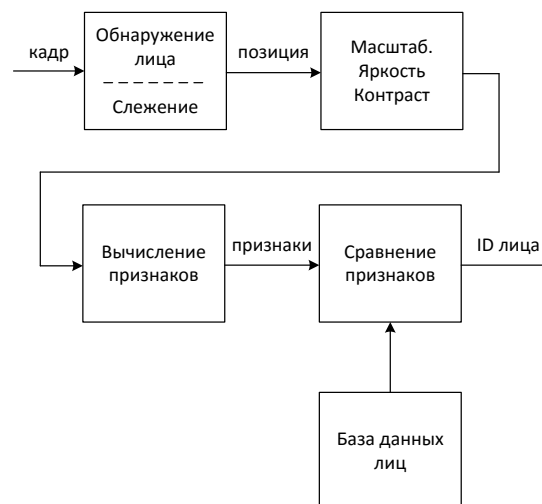 кадр
Обнаружение
лица
Слежение
позиция
Масштаб.
Яркость
Контраст
Вычисление
признаков
признаки
Сравнение
признаков
ID лица
База данных
лиц